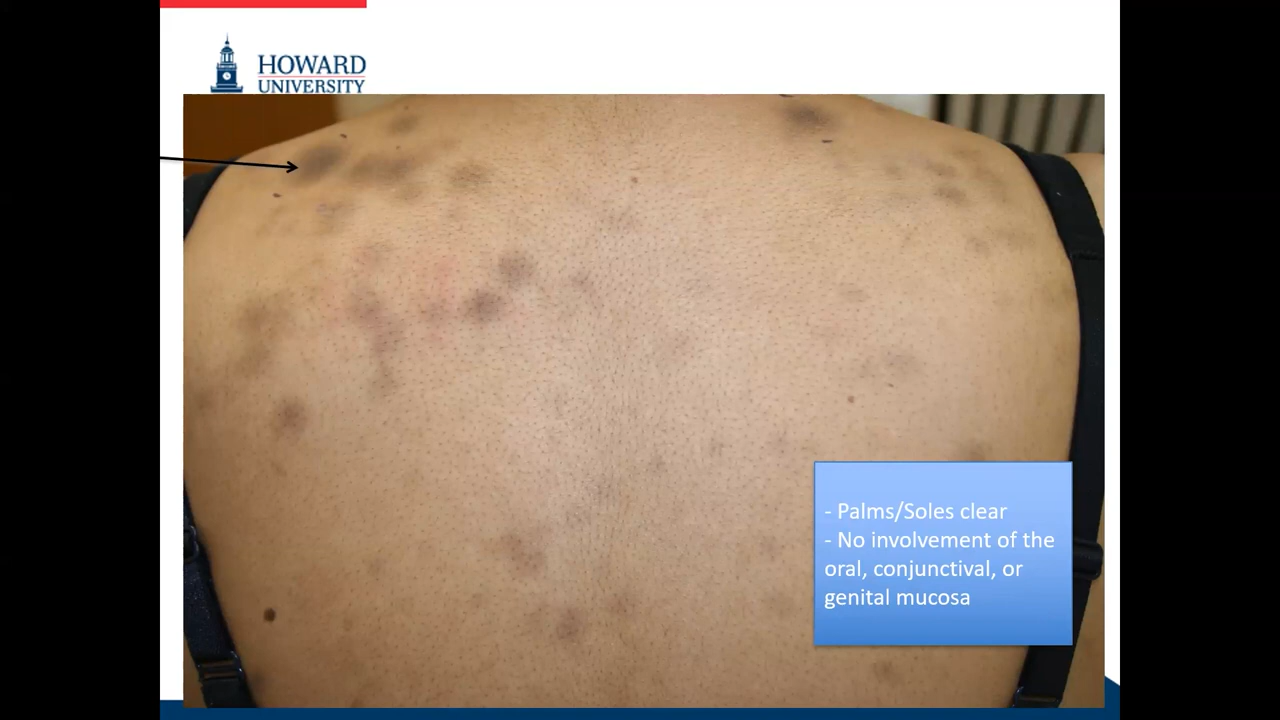 HOWARD
UNIVERSITY
- Palms/Soles clear
- No involvement of the
oral, conjunctival, or
genital mucosa